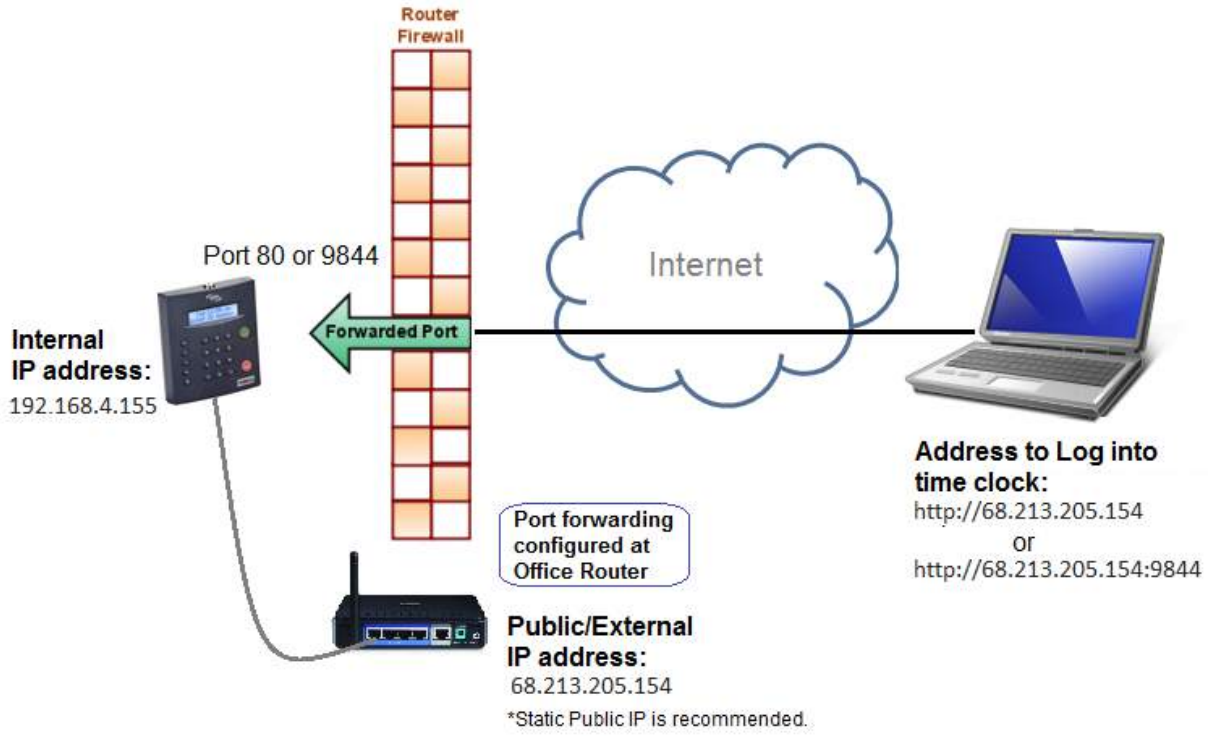 Router
Firewall
Port 80 or 9844
Internet
Forwarded Port
Internal
IP address:
192.168.4.155
Address to Log into
time clock:
http://68.213.205.154
or
http://68.213.205.154:9844
Port forwarding
configured at
Office Router
Public/External
IP address:
68.213.205.154
*Static Public IP is recommended.